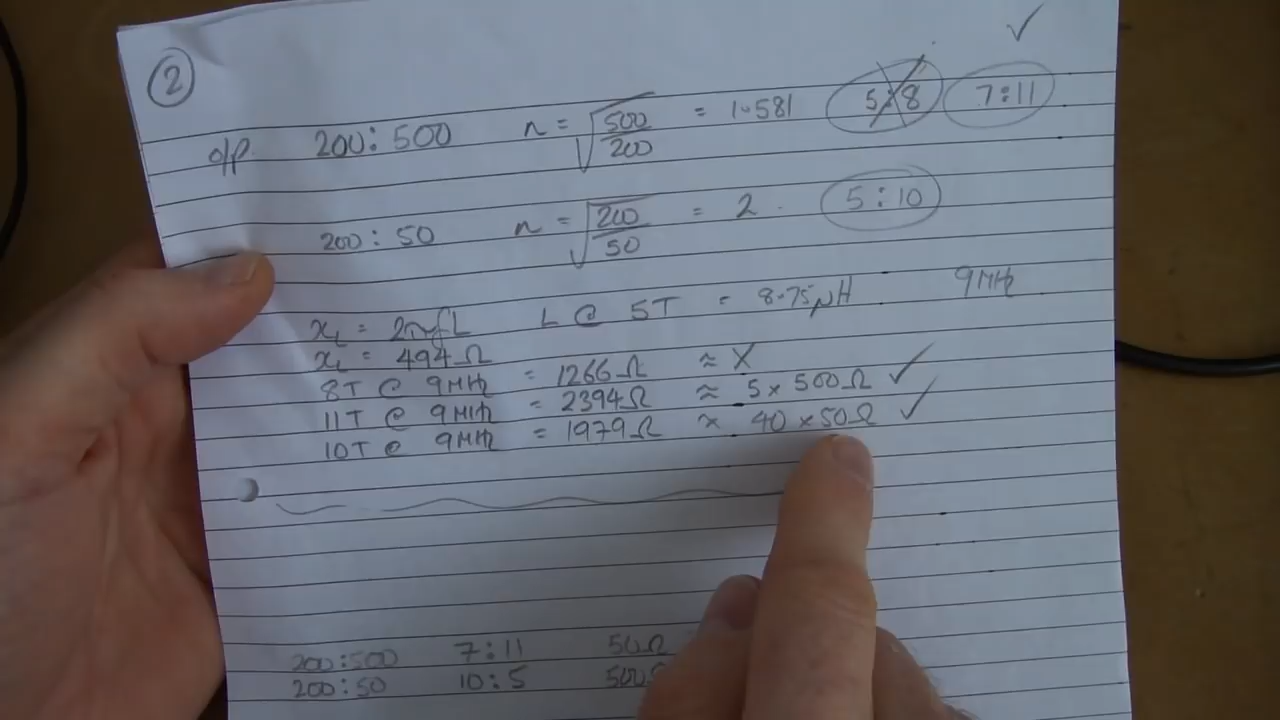 2
o/p 200:500 n = √500/200 = 1.581 5:8 7:11
200:50 n = √200/50 = 2. 5:10
xL = 2πfL L @ 5T = 8.75μH 9MHz
xL = 494Ω
8T @ 9MHz = 1266Ω ≈ X
11T @ 9MHz = 2394Ω ≈ 5 x 500Ω ✓
10T @ 9MHz = 1979Ω ≈ 40 x 50Ω ✓
200:500 7:11 50Ω
200:50 10:5 500Ω